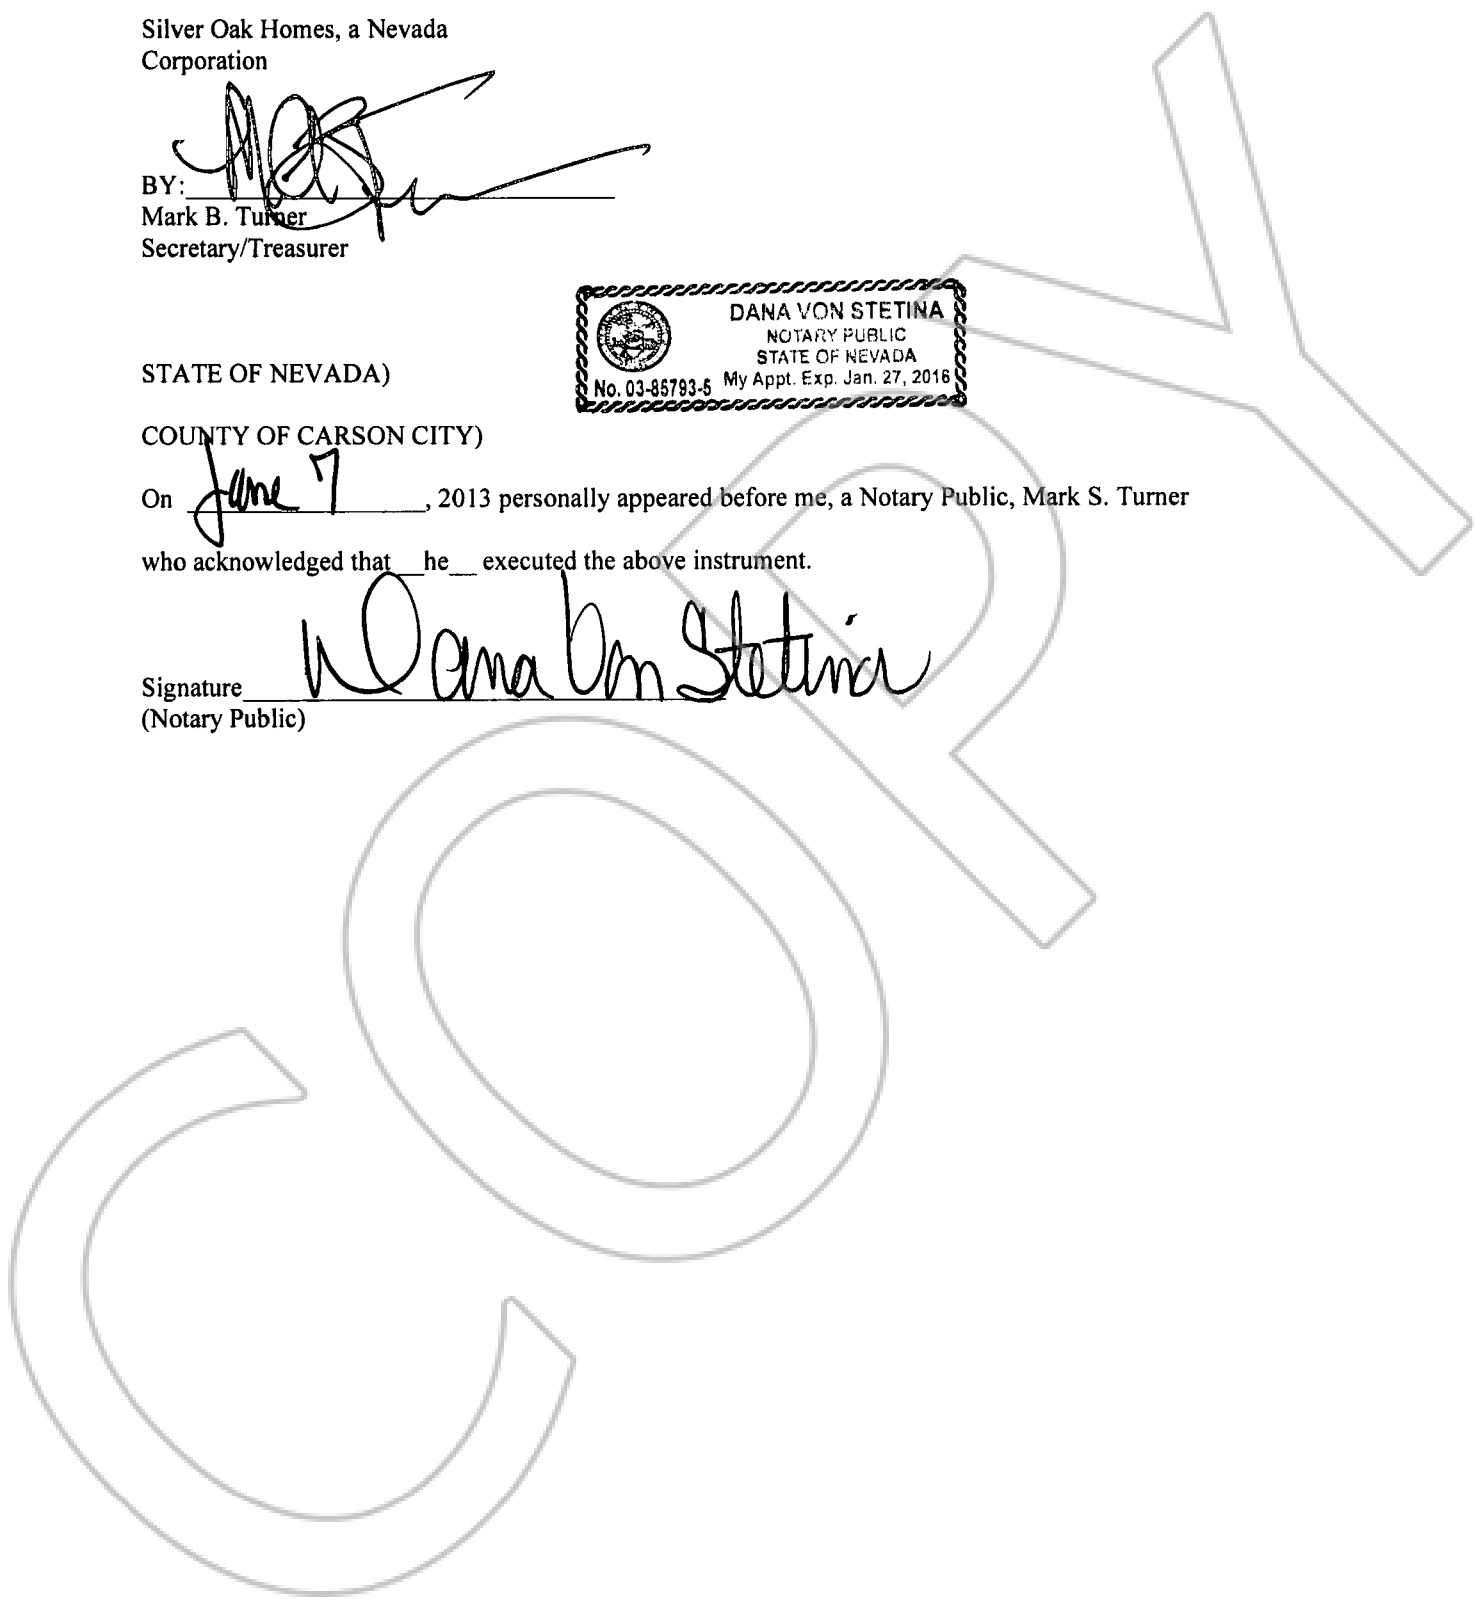 Silver Oak Homes, a Nevada
Corporation
BY:
Mark B. Turner
Secretary/Treasurer
DANA VON STETINA
NOTARY PUBLIC
STATE OF NEVADA
No. 03-85793-5 My Appt. Exp. Jan. 27, 2016
STATE OF NEVADA)
COUNTY OF CARSON CITY)
On June 7, 2013 personally appeared before me, a Notary Public, Mark S. Turner
who acknowledged that __he__ executed the above instrument.
Signature Dana Von Stetina
(Notary Public)
COPY